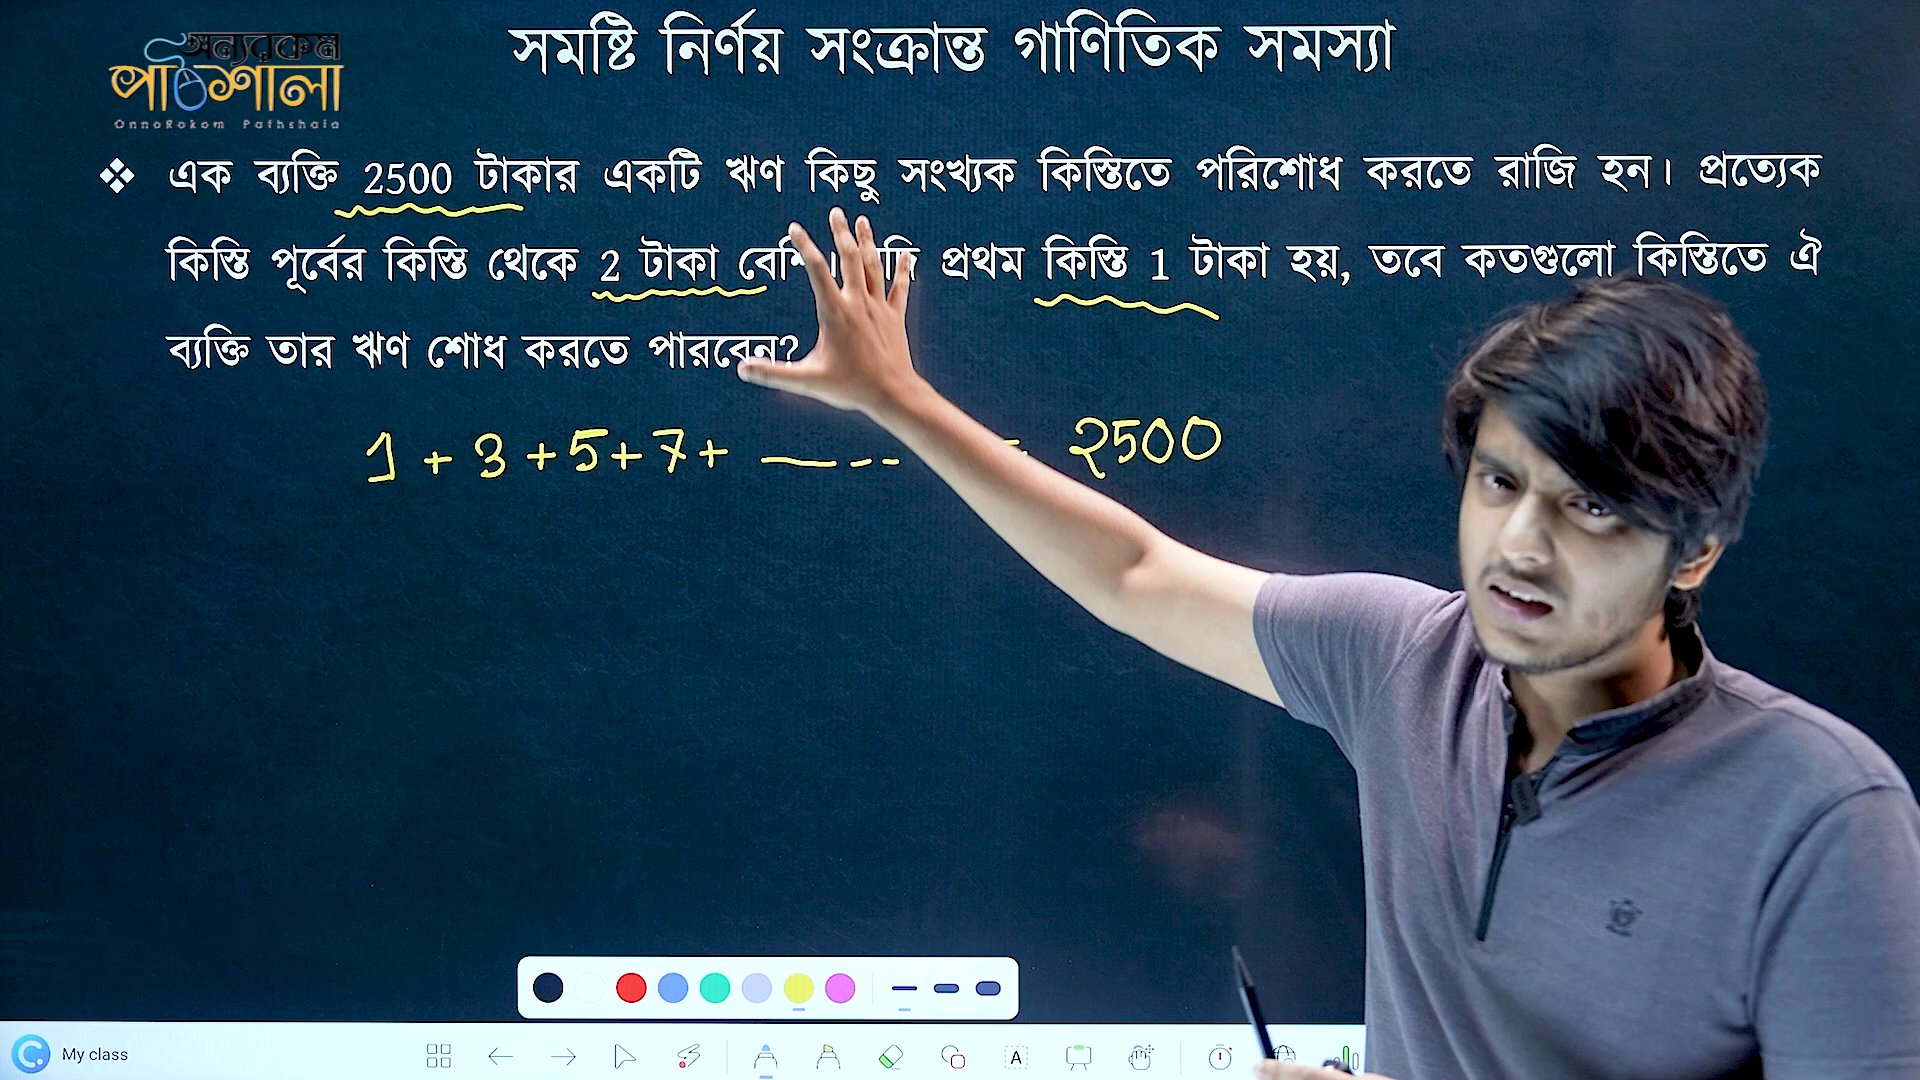 সমষ্টি নির্ণয় সংক্রান্ত গাণিতিক সমস্যা
অন্যরকম
পাঠশালা
OnnoRokom Pathshala
❖ এক ব্যক্তি 2500 টাকার একটি ঋণ কিছু সংখ্যক কিস্তিতে পরিশোধ করতে রাজি হন। প্রত্যেক
কিস্তি পূর্বের কিস্তি থেকে 2 টাকা বেশি। প্রথম কিস্তি 1 টাকা হয়, তবে কতগুলো কিস্তিতে ঐ
ব্যক্তি তার ঋণ শোধ করতে পারবেন?
1 + 3 + 5 + 7 + — - - = 2500
My class
A